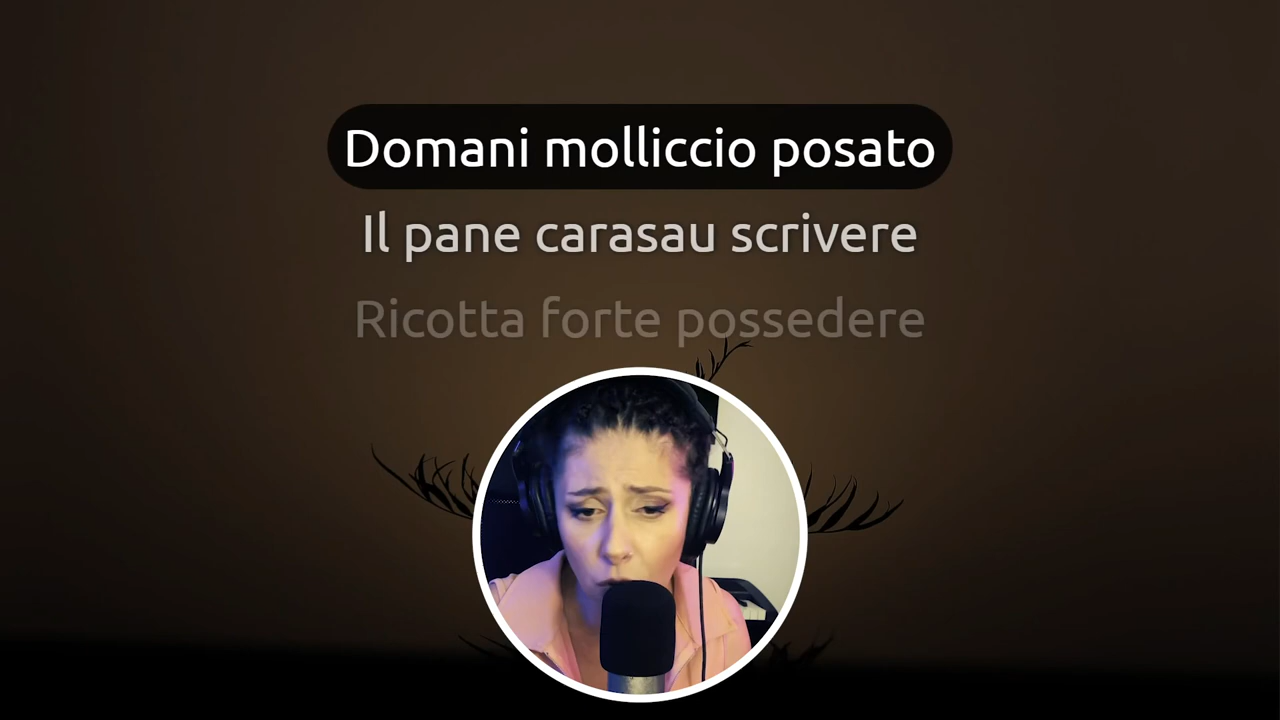 Domani molliccio posato
Il pane carasau scrivere
Ricotta forte possedere